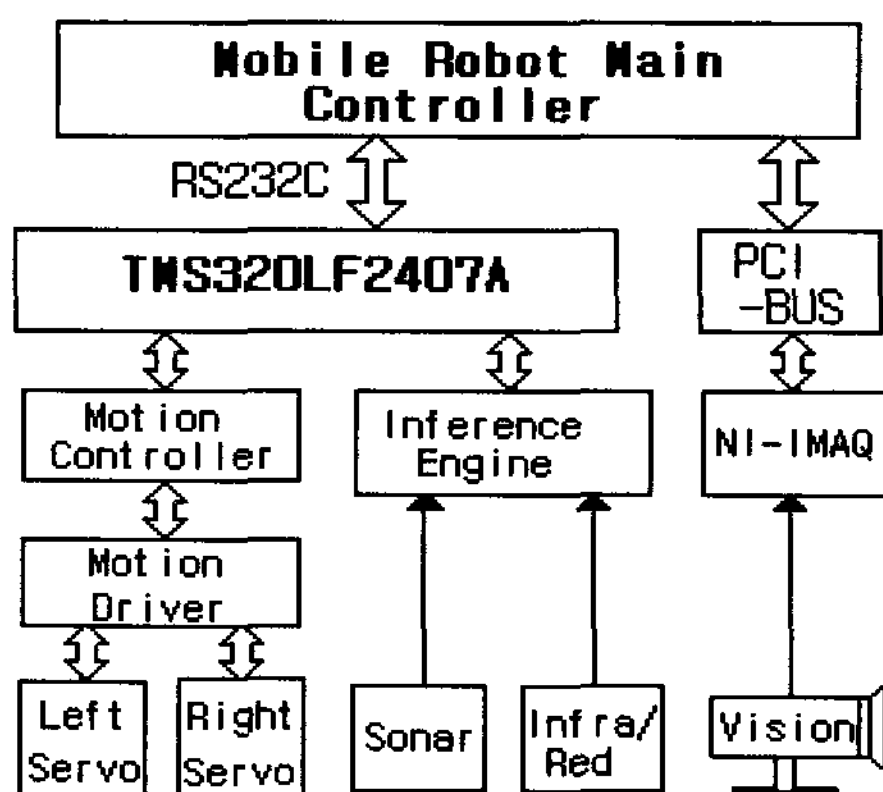 Mobile Robot Main
Controller
RS232C
TMS320LF2407A
PCI
-BUS
Motion
Controller
Inference
Engine
NI-IMAQ
Motion
Driver
Left
Servo
Right
Servo
Sonar
Infra/
Red
Vision